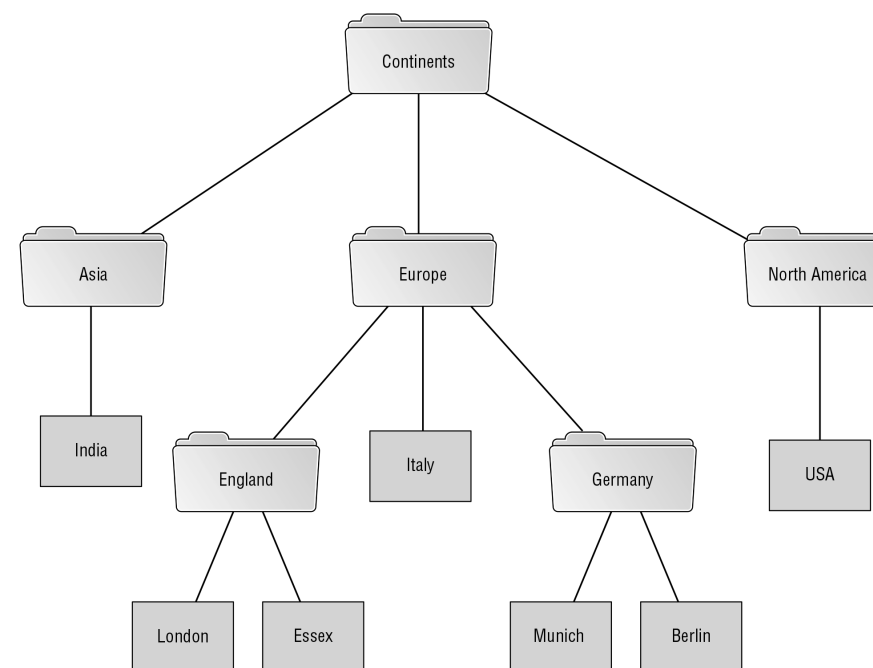 Continents
Asia
Europe
North America
India
England
Italy
Germany
USA
London
Essex
Munich
Berlin